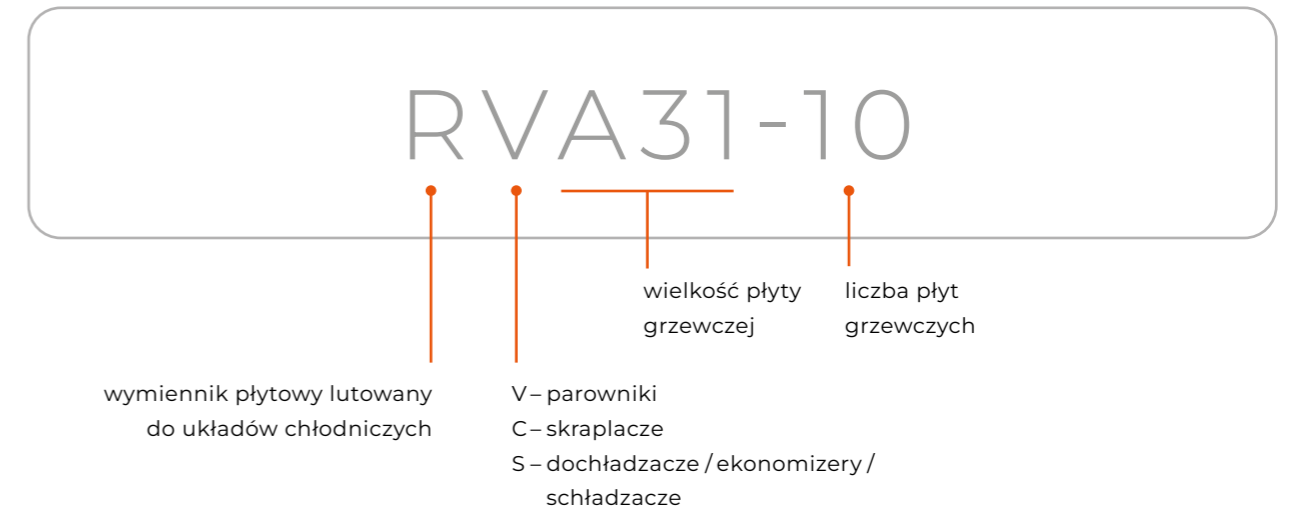 RVA31-10
wielkość płyty
grzewczej
liczba płyt
grzewczych
wymiennik płytowy lutowany
do układów chłodniczych
V – parowniki
C – skraplacze
S – dochładzacze / ekonomizery /
schładzacze